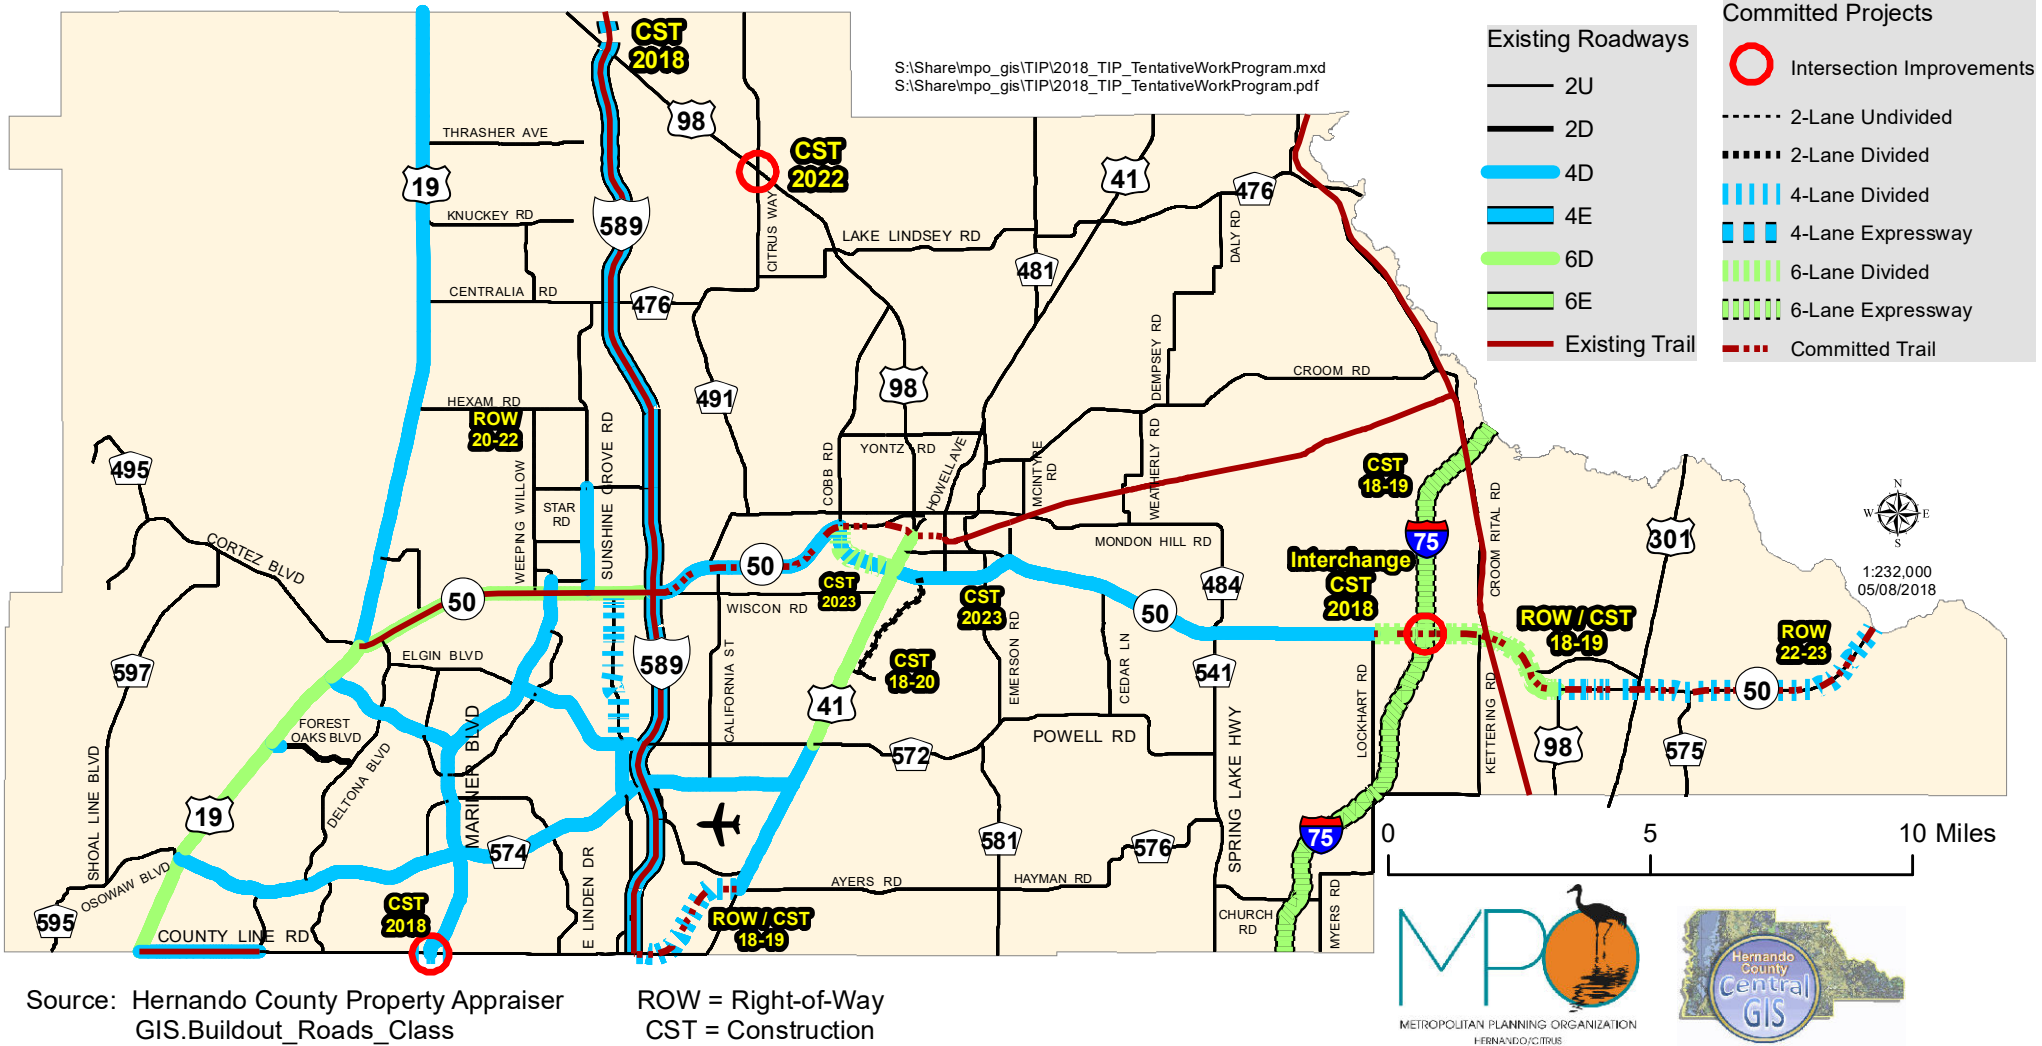 S:\Share\mpo_gis\TIP\2018_TIP_TentativeWorkProgram.mxd
S:\Share\mpo_gis\TIP\2018_TIP_TentativeWorkProgram.pdf
Existing Roadways
2U
2D
4D
4E
6D
6E
Existing Trail
Committed Projects
Intersection Improvements
2-Lane Undivided
2-Lane Divided
4-Lane Divided
4-Lane Expressway
6-Lane Divided
6-Lane Expressway
Committed Trail
CST
2018
98
THRASHER AVE
CST
2022
19
41
476
KNUCKEY RD
589
CITRUS WAY
LAKE LINDSEY RD
DALY RD
481
CENTRALIA RD
476
DEMPSEY RD
CROOM RD
98
491
HEXAM RD
ROW
20-22
SUNSHINE GROVE RD
COBB RD
YONTZ RD
HOWELL AVE
MCINTYRE
RD
WEATHERLY RD
495
CST
18-19
WEEPING WILLOW
STAR
RD
CROOM RITAL RD
301
N
W
E
S
CORTEZ BLVD
MONDON HILL RD
75
50
Interchange
CST
2018
1:232,000
05/08/2018
50
CST
2023
WISCON RD
CST
2023
484
50
ROW / CST
18-19
ROW
22-23
597
ELGIN BLVD
589
CALIFORNIA ST
CST
18-20
EMERSON RD
CEDAR LN
541
LOCKHART RD
KETTERING RD
50
41
FOREST
OAKS BLVD
MARINER BLVD
DELTONA BLVD
POWELL RD
572
98
575
SHOAL LINE BLVD
19
SPRING LAKE HWY
75
0
5
10 Miles
574
581
576
E LINDEN DR
OSOWAW BLVD
AYERS RD
HAYMAN RD
595
CST
2018
ROW / CST
18-19
CHURCH
RD
MYERS RD
COUNTY LINE RD
MPO
METROPOLITAN PLANNING ORGANIZATION
HERNANDO/CITRUS
Hernando
County
Central
GIS
Source: Hernando County Property Appraiser
GIS.Buildout_Roads_Class
ROW = Right-of-Way
CST = Construction